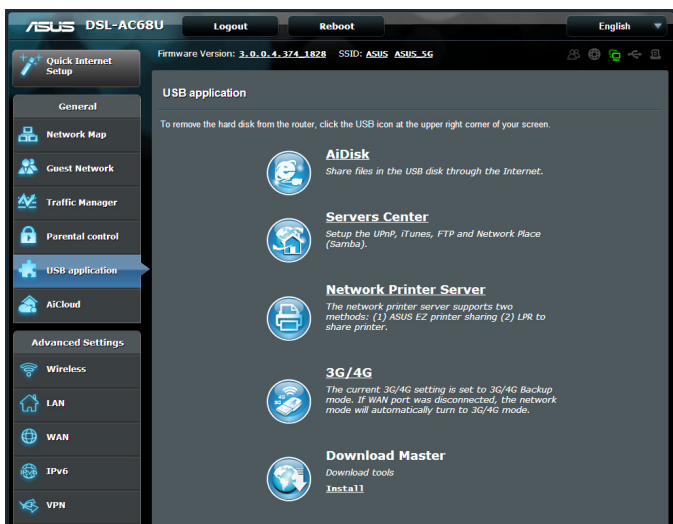 ASUS DSL-AC68U Logout Reboot English
Quick Internet
Setup
Firmware Version: 3.0.0.4.374_1828 SSID: ASUS ASUS_5G
General
Network Map
Guest Network
Traffic Manager
Parental control
USB application
AiCloud
Advanced Settings
Wireless
LAN
WAN
IPv6
VPN
USB application
To remove the hard disk from the router, click the USB icon at the upper right corner of your screen.
AiDisk
Share files in the USB disk through the Internet.
Servers Center
Setup the UPnP, iTunes, FTP and Network Place
(Samba).
Network Printer Server
The network printer server supports two
methods: (1) ASUS EZ printer sharing (2) LPR to
share printer.
3G/4G
The current 3G/4G setting is set to 3G/4G Backup
mode. If WAN port was disconnected, the network
mode will automatically turn to 3G/4G mode.
Download Master
Download tools
Install